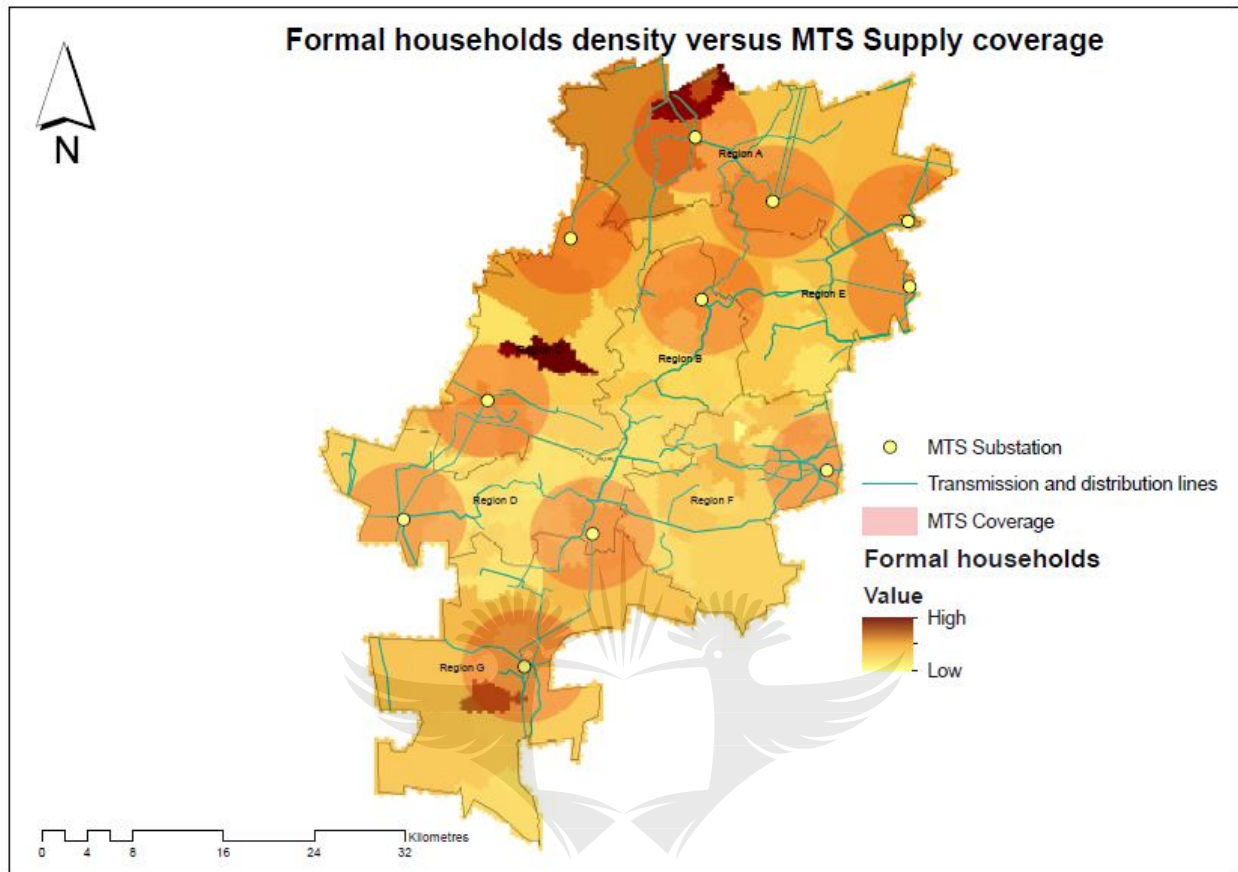 Formal households density versus MTS Supply coverage
N
Region A
Region E
Region B
Region D
Region F
Region G
MTS Substation
Transmission and distribution lines
MTS Coverage
Formal households
Value
High
Low
Kilometres
0 4 8 16 24 32